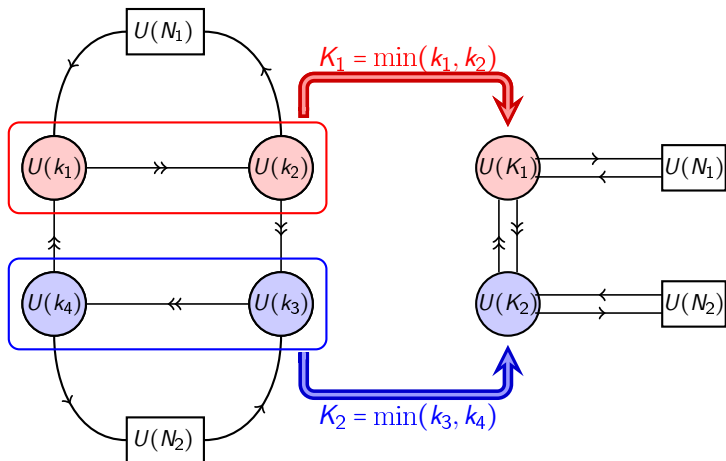 U(N₁)
K₁ = min(k₁, k₂)
U(k₁)
U(k₂)
U(K₁)
U(N₁)
U(k₄)
U(k₃)
U(K₂)
U(N₂)
K₂ = min(k₃, k₄)
U(N₂)